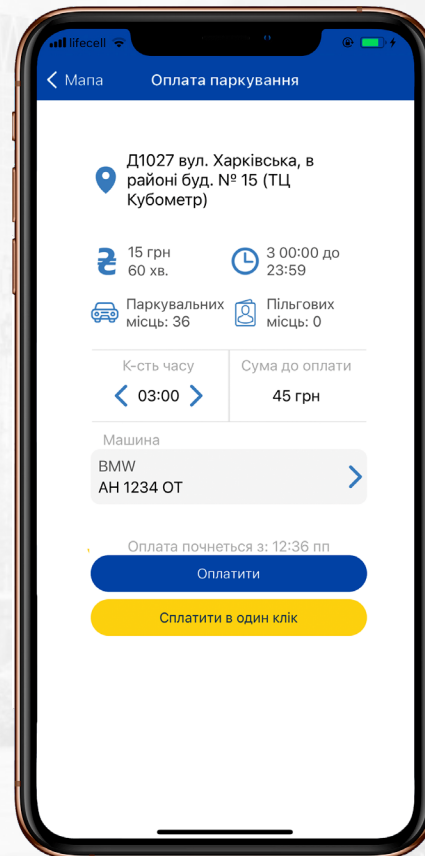 lifecell
Мапа
Оплата паркування
Д1027 вул. Харківська, в
районі буд. № 15 (ТЦ
Кубометр)
15 грн
60 хв.
З 00:00 до
23:59
Паркувальних
місць: 36
Пільгових
місць: 0
К-сть часу
Сума до оплати
03:00
45 грн
Машина
BMW
АН 1234 ОТ
Оплата почнеться з: 12:36 пп
Оплатити
Сплатити в один клік